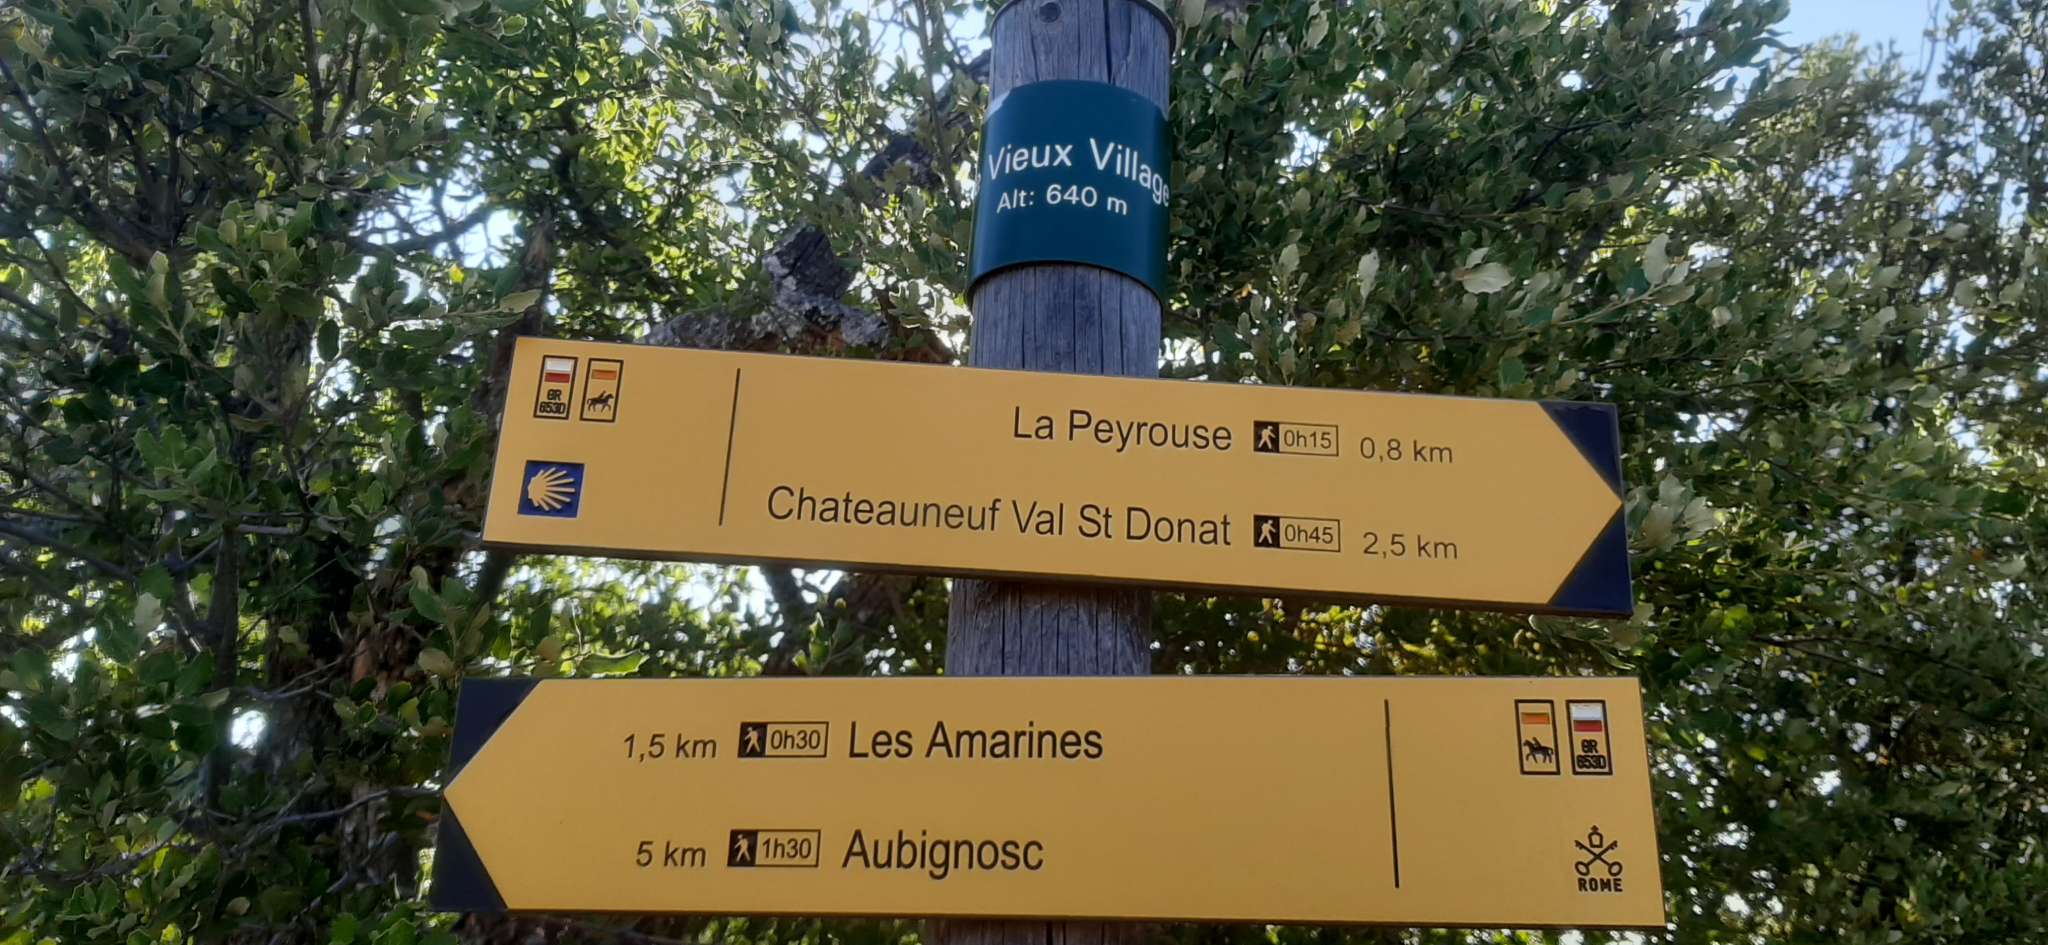 Vieux Village
Alt: 640 m
GR
653D
La Peyrouse 0h15 0,8 km
Chateauneuf Val St Donat 0h45 2,5 km
1,5 km 0h30 Les Amarines
GR
653D
5 km 1h30 Aubignosc
ROME